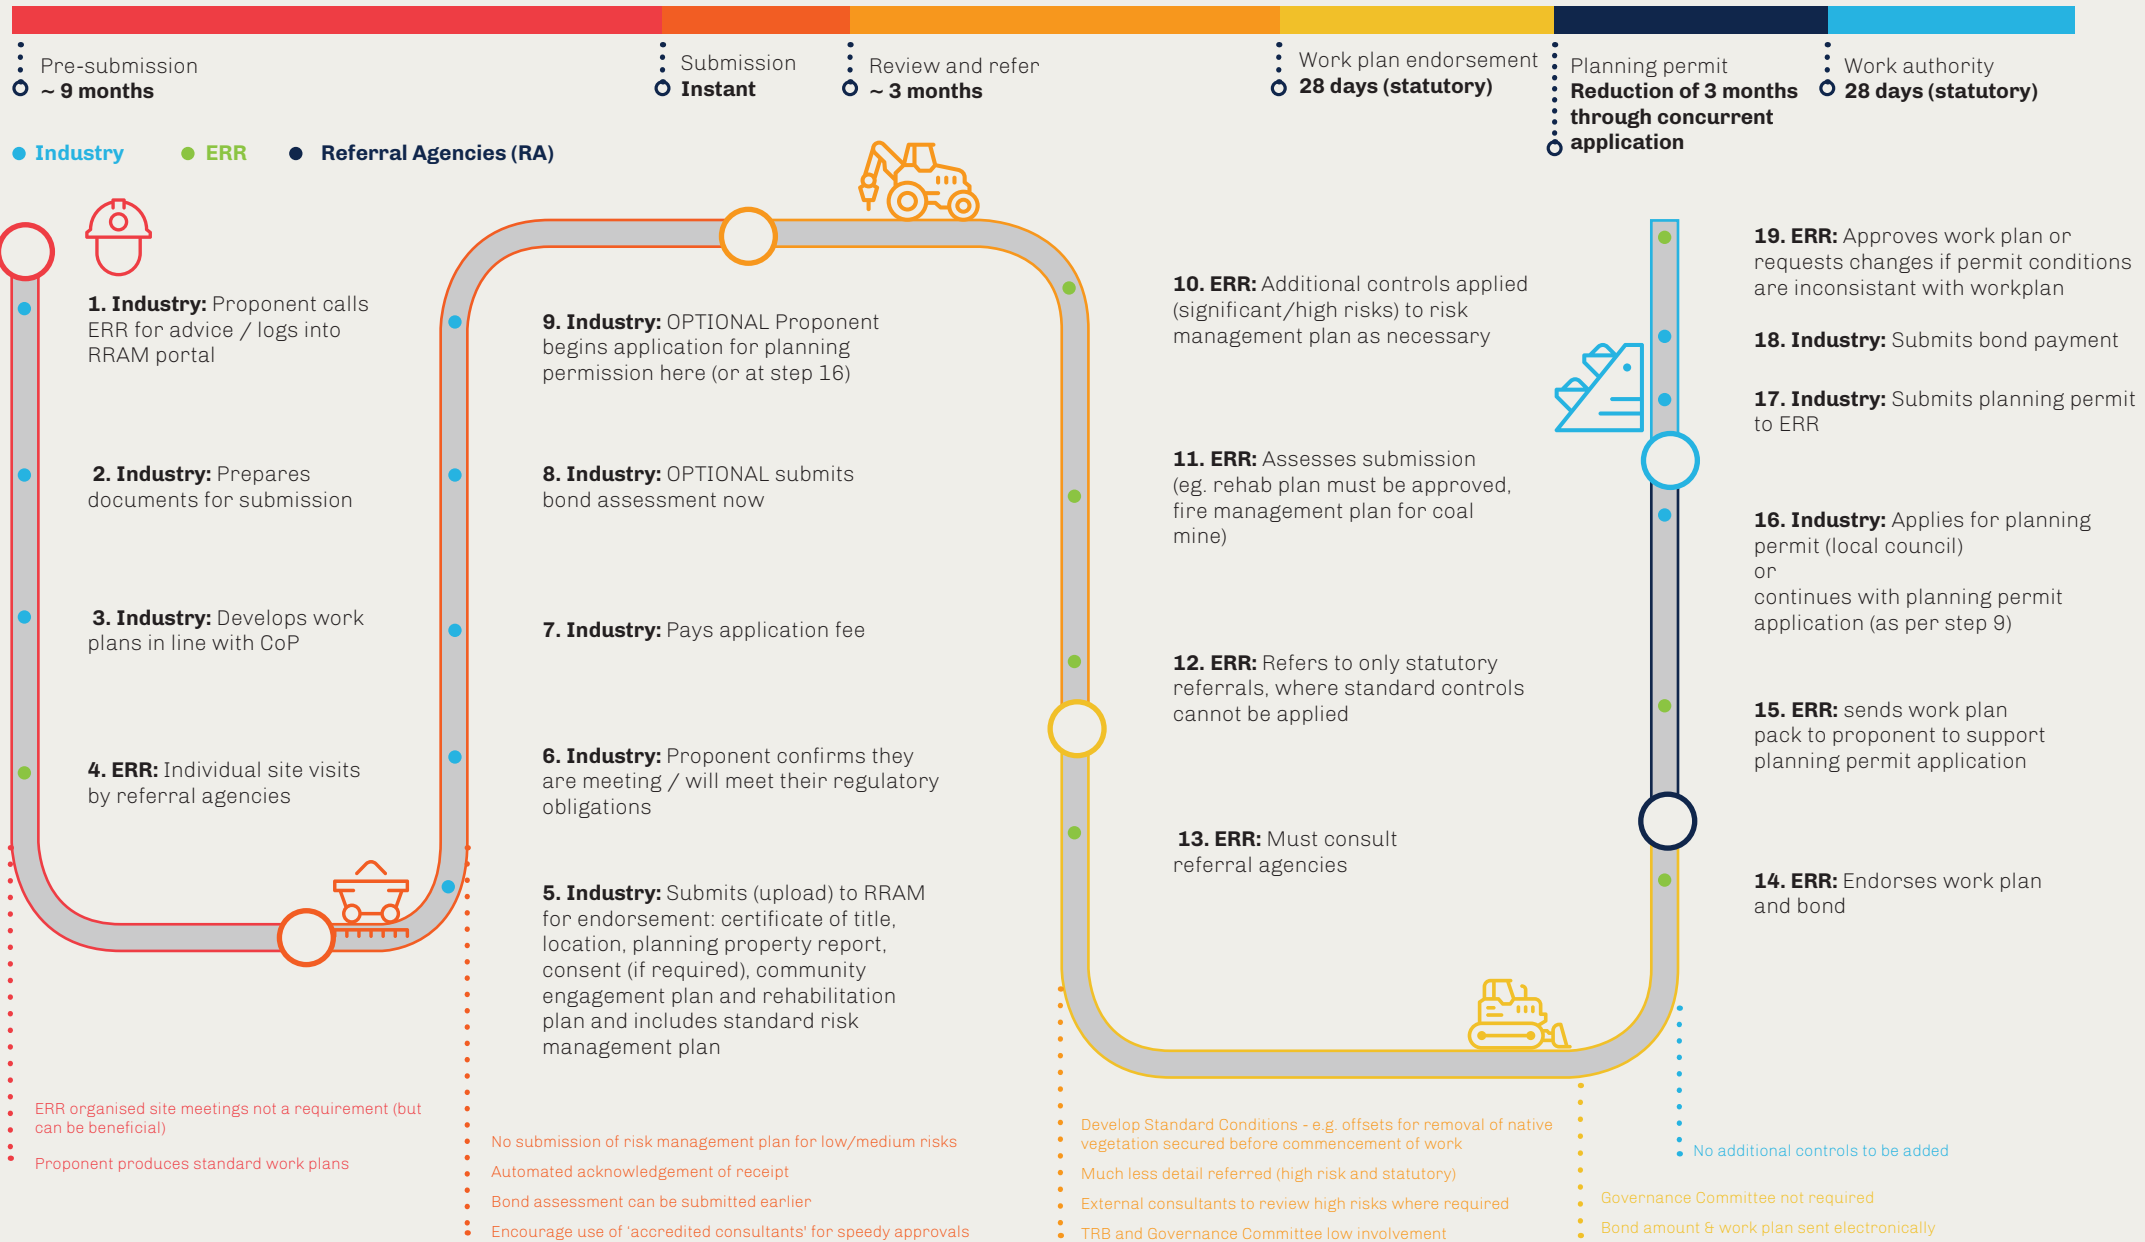 Pre-submission
~ 9 months
Submission
Instant
Review and refer
~ 3 months
Work plan endorsement
28 days (statutory)
Planning permit
Reduction of 3 months
through concurrent
application
Work authority
28 days (statutory)
Industry
ERR
Referral Agencies (RA)
1. Industry: Proponent calls
ERR for advice / logs into
RRAM portal
2. Industry: Prepares
documents for submission
3. Industry: Develops work
plans in line with CoP
4. ERR: Individual site visits
by referral agencies
9. Industry: OPTIONAL Proponent
begins application for planning
permission here (or at step 16)
8. Industry: OPTIONAL submits
bond assessment now
7. Industry: Pays application fee
6. Industry: Proponent confirms they
are meeting / will meet their regulatory
obligations
5. Industry: Submits (upload) to RRAM
for endorsement: certificate of title,
location, planning property report,
consent (if required), community
engagement plan and rehabilitation
plan and includes standard risk
management plan
10. ERR: Additional controls applied
(significant/high risks) to risk
management plan as necessary
11. ERR: Assesses submission
(eg. rehab plan must be approved,
fire management plan for coal
mine)
12. ERR: Refers to only statutory
referrals, where standard controls
cannot be applied
13. ERR: Must consult
referral agencies
19. ERR: Approves work plan or
requests changes if permit conditions
are inconsistant with workplan
18. Industry: Submits bond payment
17. Industry: Submits planning permit
to ERR
16. Industry: Applies for planning
permit (local council)
or
continues with planning permit
application (as per step 9)
15. ERR: sends work plan
pack to proponent to support
planning permit application
14. ERR: Endorses work plan
and bond
ERR organised site meetings not a requirement (but
can be beneficial)
Proponent produces standard work plans
No submission of risk management plan for low/medium risks
Automated acknowledgement of receipt
Bond assessment can be submitted earlier
Encourage use of 'accredited consultants' for speedy approvals
Develop Standard Conditions - e.g. offsets for removal of native
vegetation secured before commencement of work
Much less detail referred (high risk and statutory)
External consultants to review high risks where required
TRB and Governance Committee low involvement
No additional controls to be added
Governance Committee not required
Bond amount & work plan sent electronically